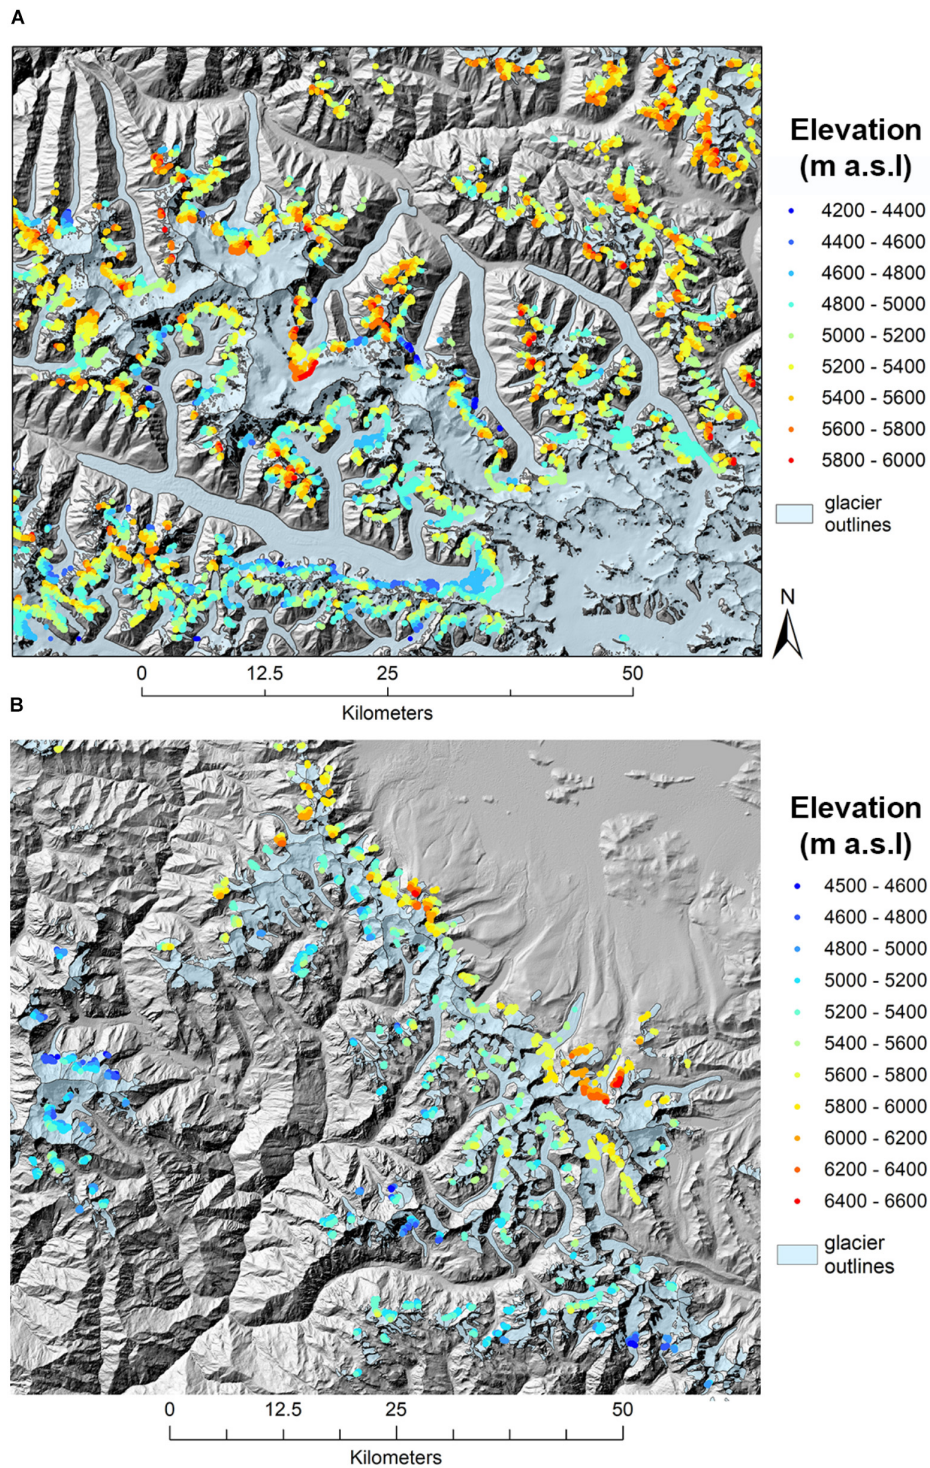 A
Elevation
(m a.s.l)
4200 - 4400
4400 - 4600
4600 - 4800
4800 - 5000
5000 - 5200
5200 - 5400
5400 - 5600
5600 - 5800
5800 - 6000
glacier
outlines
N
0 12.5 25 50
Kilometers
B
Elevation
(m a.s.l)
4500 - 4600
4600 - 4800
4800 - 5000
5000 - 5200
5200 - 5400
5400 - 5600
5600 - 5800
5800 - 6000
6000 - 6200
6200 - 6400
6400 - 6600
glacier
outlines
0 12.5 25 50
Kilometers